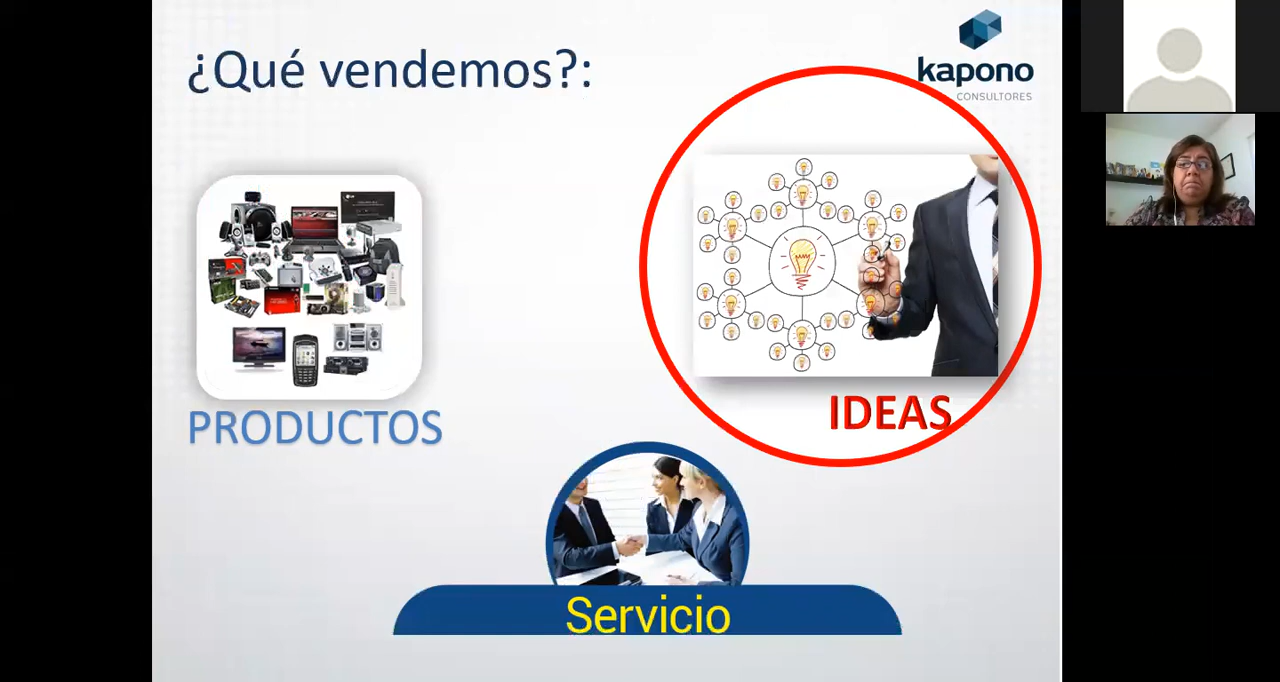 ¿Qué vendemos?:
kapono
CONSULTORES
PRODUCTOS
IDEAS
Servicio